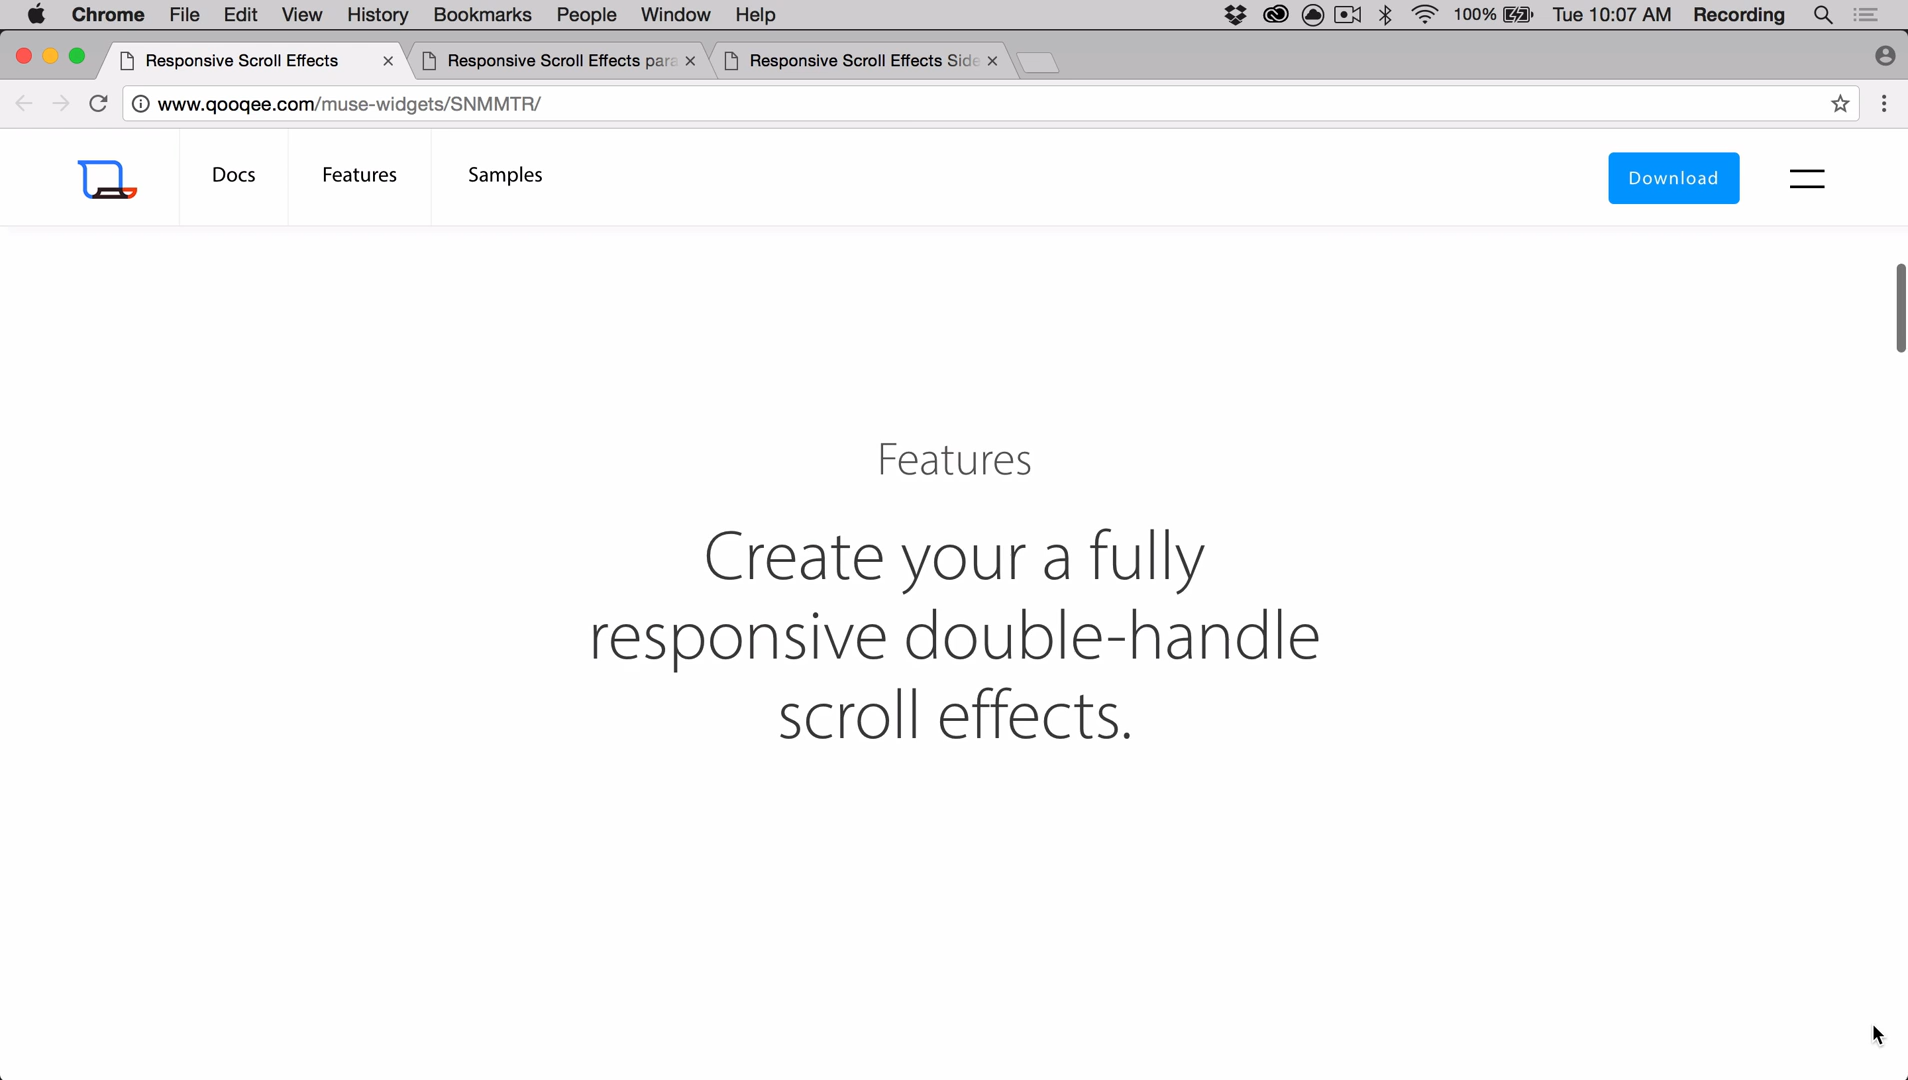 Chrome File Edit View History Bookmarks People Window Help 100% Tue 10:07 AM Recording
Responsive Scroll Effects Responsive Scroll Effects para Responsive Scroll Effects Side
www.qooqee.com/muse-widgets/SNMMTR/
Docs Features Samples Download
Features
Create your a fully
responsive double-handle
scroll effects.